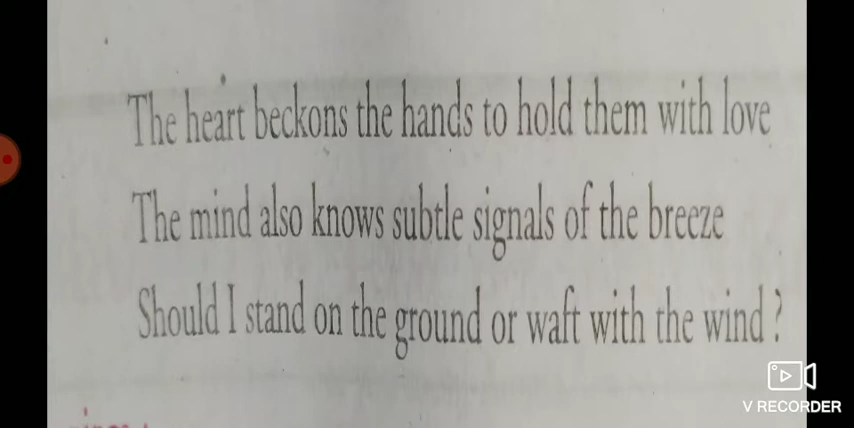 The heart beckons the hands to hold them with love
The mind also knows subtle signals of the breeze
Should I stand on the ground or waft with the wind ?
V RECORDER